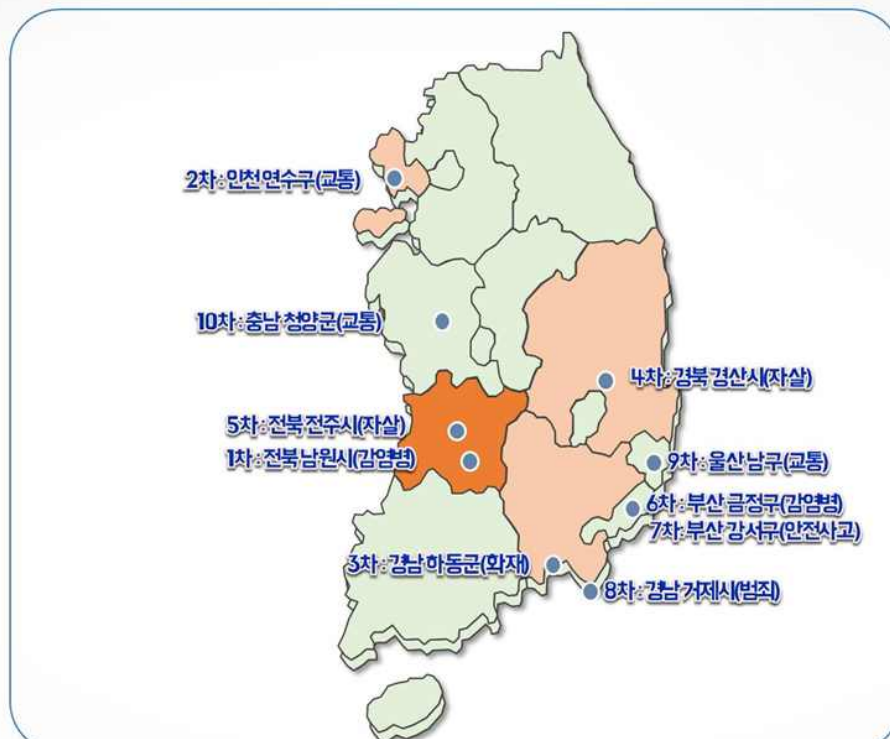 2차 : 인천 연수구(교통)
10차 : 충남 청양군(교통)
4차 : 경북 경산시(자살)
5차 : 전북 전주시(자살)
1차 : 전북 남원시(감염병)
9차 : 울산 남구(교통)
6차 : 부산 금정구(감염병)
7차 : 부산 강서구(안전사고)
3차 : 경남 하동군(화재)
8차 : 경남 거제시(범죄)